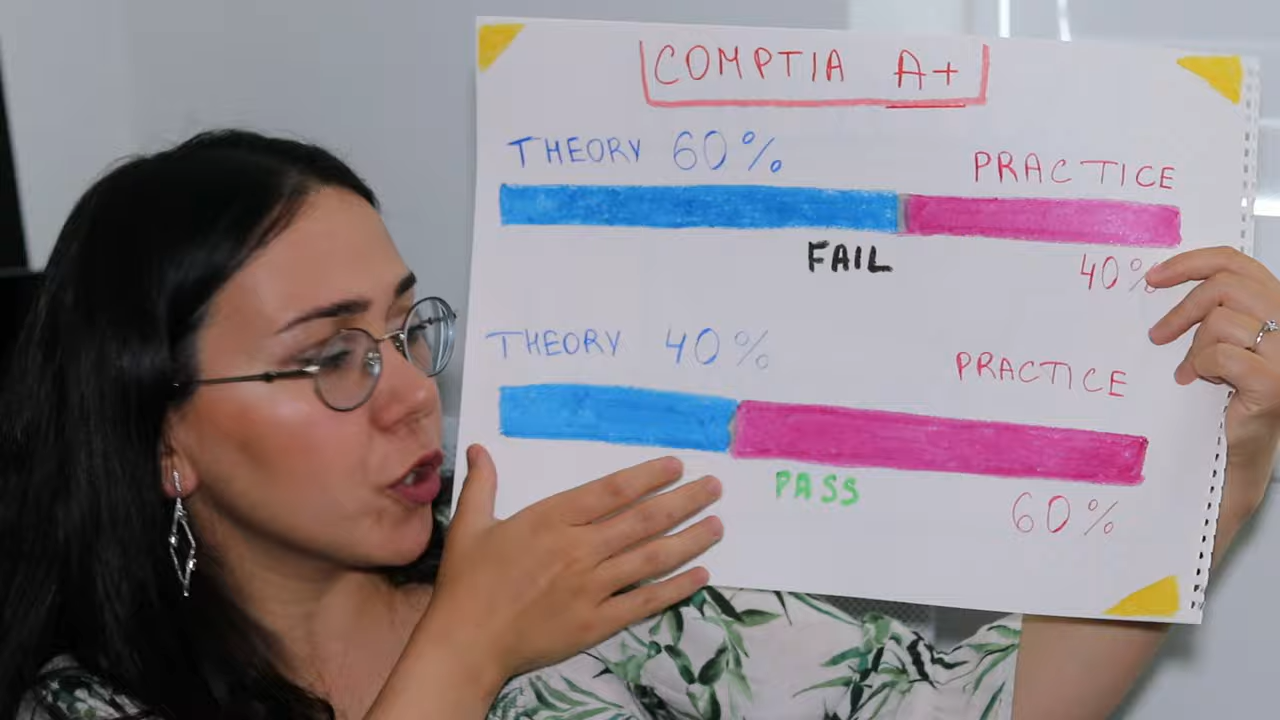 COMPTIA A+
THEORY 60%
PRACTICE
FAIL
40%
THEORY 40%
PRACTICE
PASS
60%